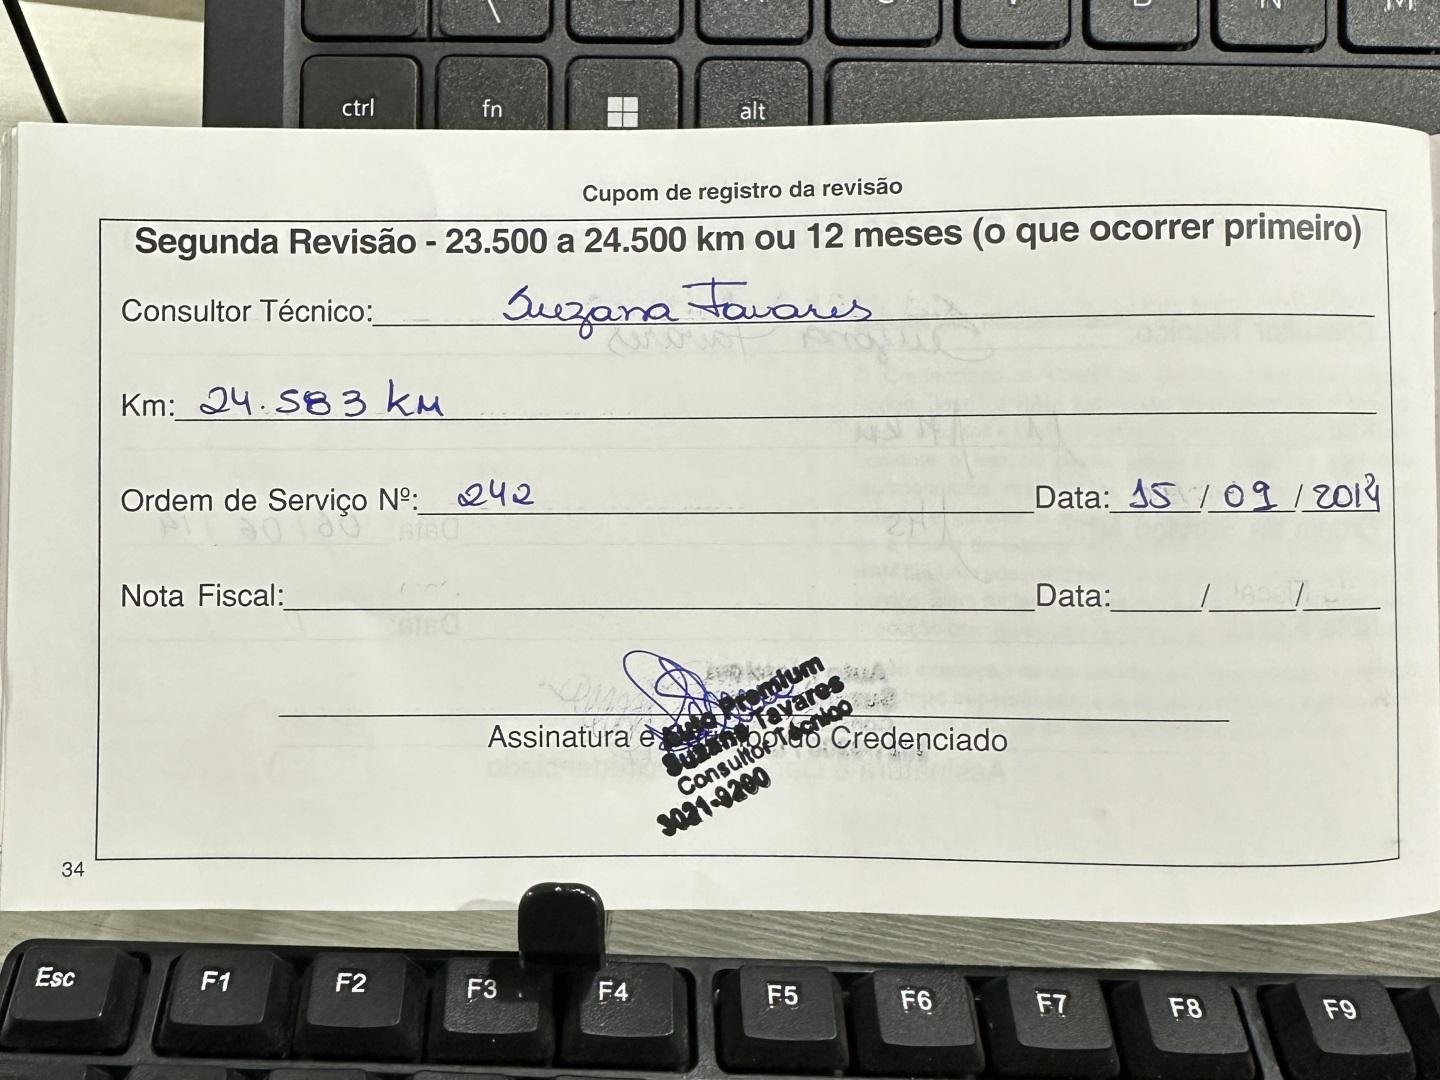 \ C V B N M
ctrl fn alt
Cupom de registro da revisão
Segunda Revisão - 23.500 a 24.500 km ou 12 meses (o que ocorrer primeiro)
Consultor Técnico: Suzana Tavares
Km: 24.583 km
Ordem de Serviço Nº: 242 Data: 15 / 09 /
Nota Fiscal: Data: / /
Auto Premium
Suzana Tavares
Consultor Técnico
3021-9200
Assinatura e do Credenciado
34
Esc F1 F2 F3 F4 F5 F6 F7 F8 F9